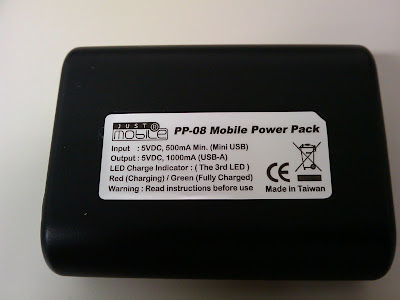 JUST mobile
PP-08 Mobile Power Pack
Input : 5VDC, 500mA Min. (Mini USB)
Output : 5VDC, 1000mA (USB-A)
LED Charge Indicator : ( The 3rd LED )
Red (Charging) / Green (Fully Charged)
Warning : Read instructions before use
CE
Made in Taiwan